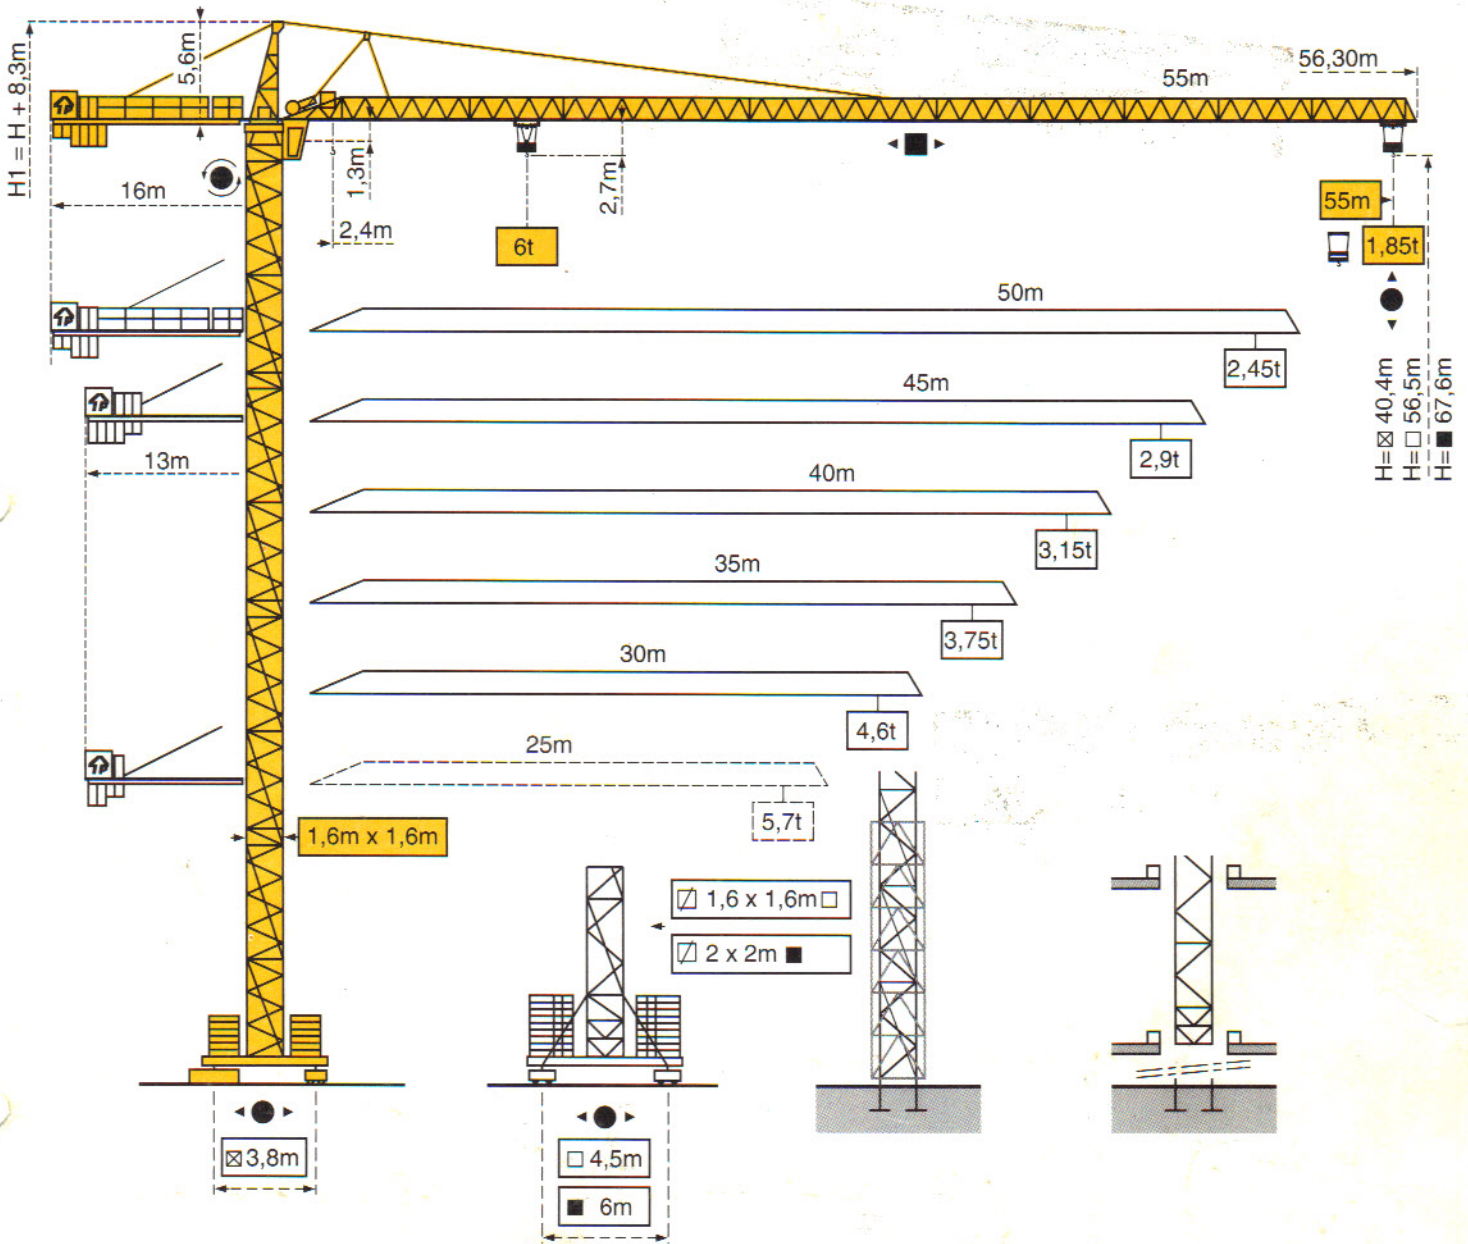 H1 = H + 8,3m
5,6m
55m
56,30m
16m
1,3m
2,4m
2,7m
6t
55m
1,85t
50m
2,45t
H= ☒ 40,4m
H= □ 56,5m
H= ■ 67,6m
45m
2,9t
13m
40m
3,15t
35m
3,75t
30m
4,6t
25m
5,7t
1,6m x 1,6m
1,6 x 1,6m □
2 x 2m ■
☒ 3,8m
□ 4,5m
■ 6m